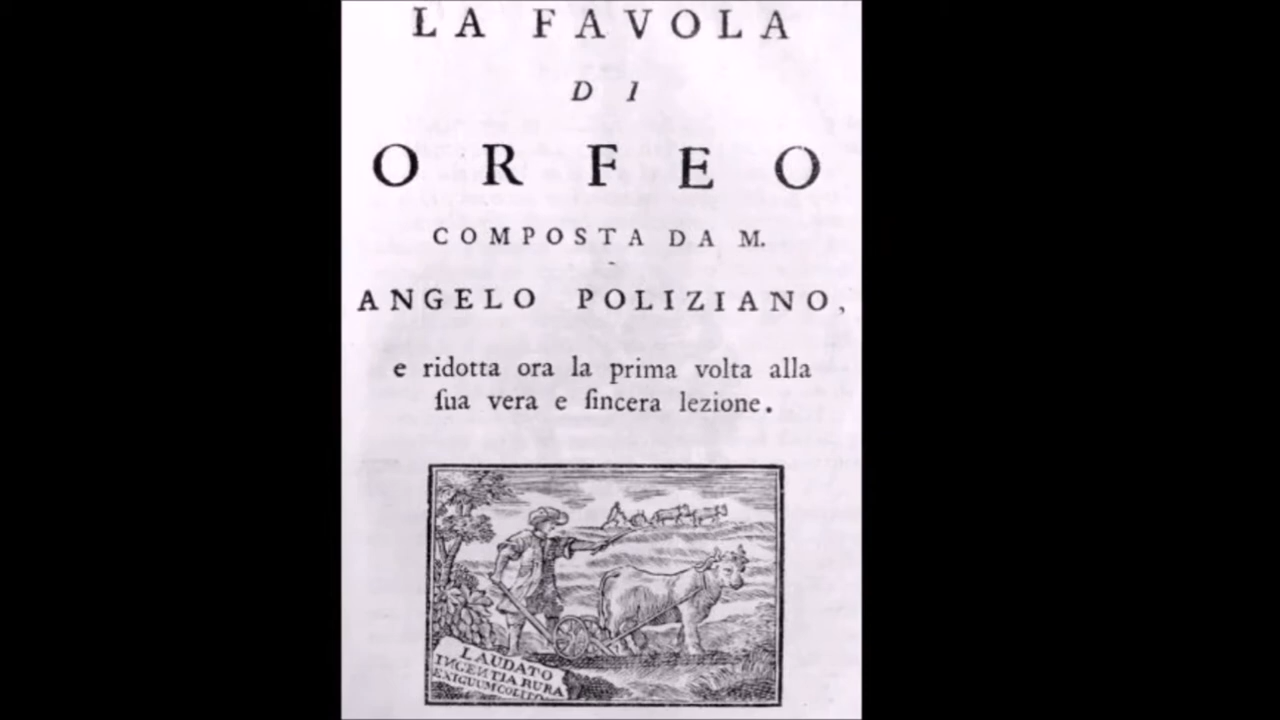 LA FAVOLA
DI
ORFEO
COMPOSTA DA M.
ANGELO POLIZIANO,
e ridotta ora la prima volta alla
ſua vera e ſincera lezione.
LAUDATO
INGENTIA RURA
EXIGUUM COLITO